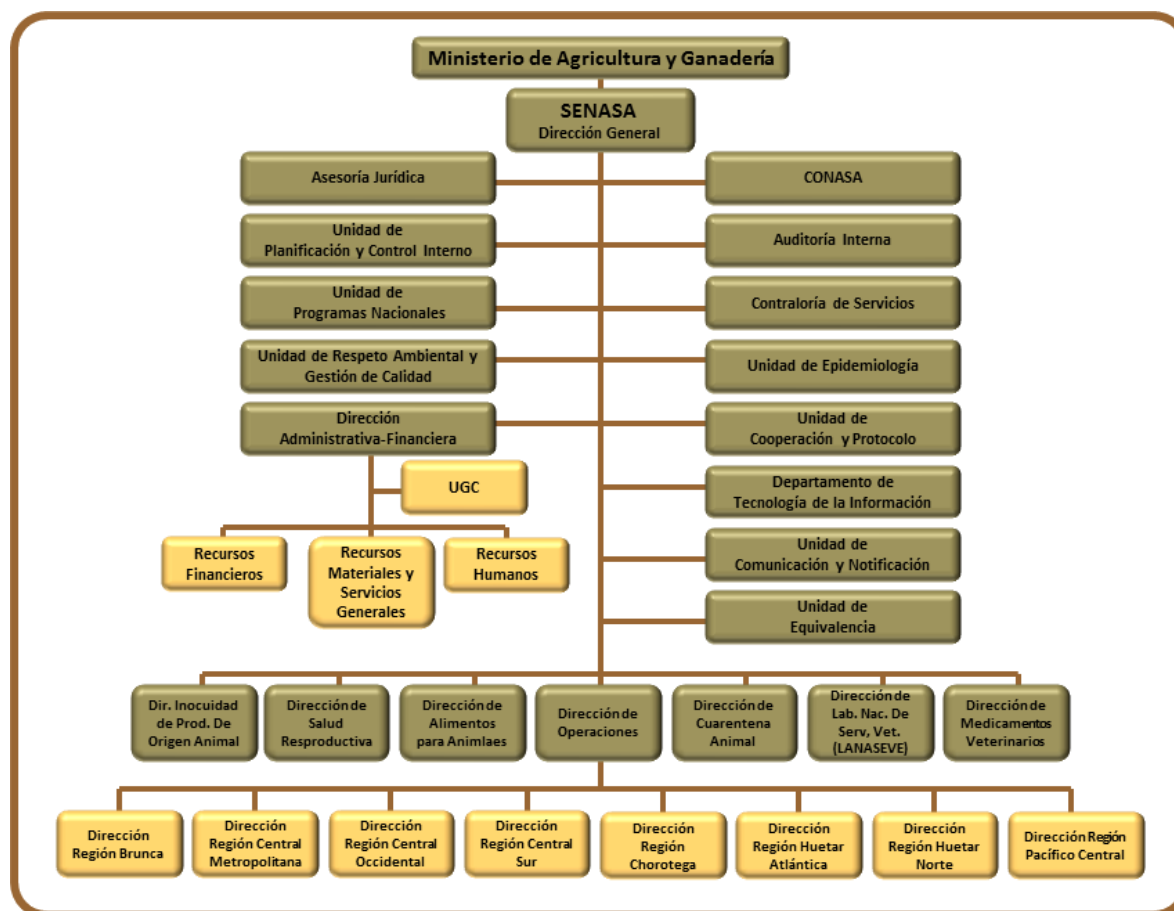 Ministerio de Agricultura y Ganadería
SENASA
Dirección General
Asesoría Jurídica
CONASA
Unidad de
Planificación y Control Interno
Auditoría Interna
Unidad de
Programas Nacionales
Contraloría de Servicios
Unidad de Respeto Ambiental y
Gestión de Calidad
Unidad de Epidemiología
Dirección
Administrativa-Financiera
Unidad de
Cooperación y Protocolo
UGC
Departamento de
Tecnología de la Información
Recursos
Financieros
Recursos
Materiales y
Servicios
Generales
Recursos
Humanos
Unidad de
Comunicación y Notificación
Unidad de
Equivalencia
Dir. Inocuidad
de Prod. De
Origen Animal
Dirección de
Salud
Resproductiva
Dirección de
Alimentos
para Animlaes
Dirección de
Operaciones
Dirección de
Cuarentena
Animal
Dirección de
Lab. Nac. De
Serv, Vet.
(LANASEVE)
Dirección de
Medicamentos
Veterinarios
Dirección
Región Brunca
Dirección
Región Central
Metropolitana
Dirección
Región Central
Occidental
Dirección
Región Central
Sur
Dirección
Región
Chorotega
Dirección
Región Huetar
Atlántica
Dirección
Región Huetar
Norte
Dirección Región
Pacífico Central